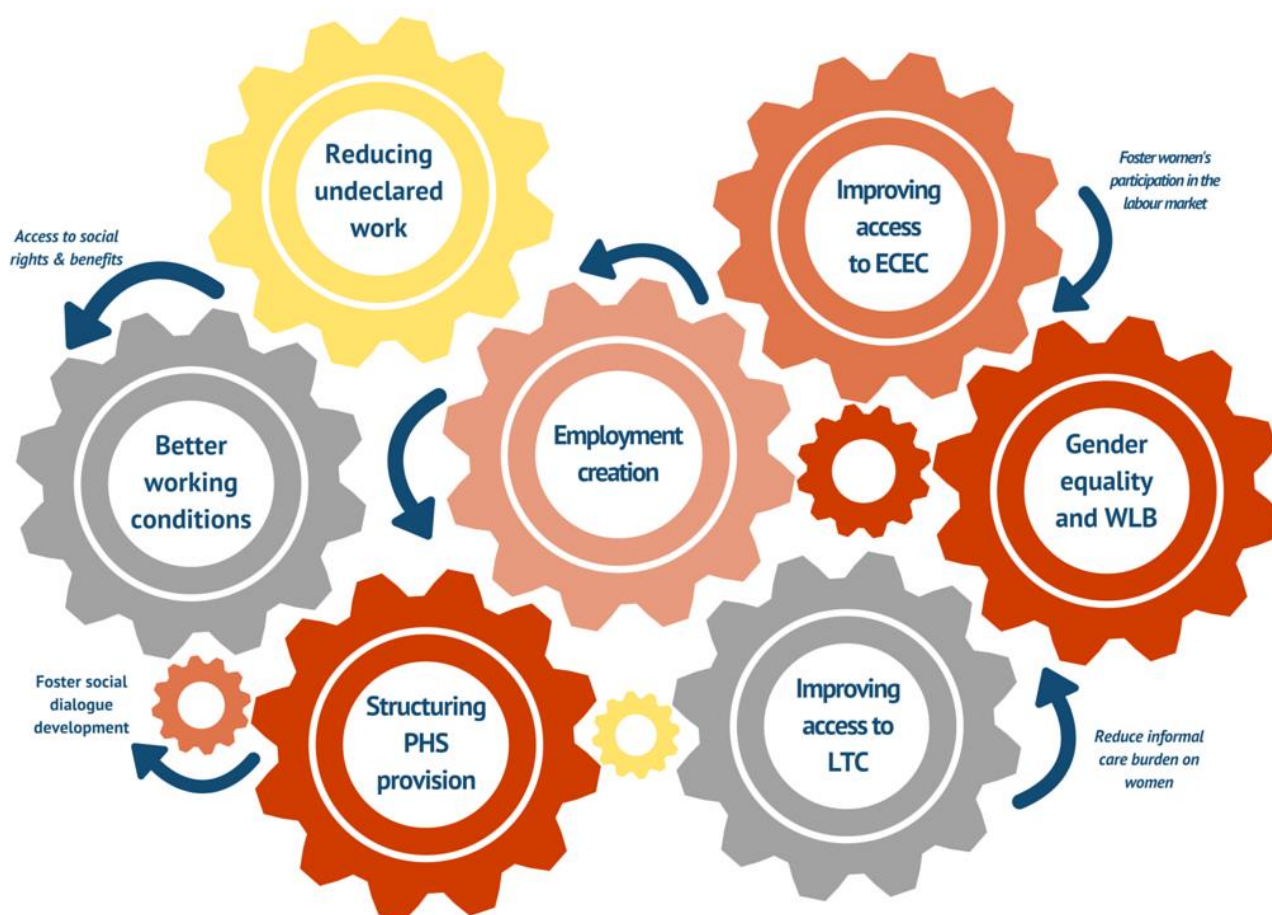 Reducing
undeclared
work
Improving
access
to ECEC
Foster women's
participation in the
labour market
Access to social
rights & benefits
Employment
creation
Better
working
conditions
Gender
equality
and WLB
Foster social
dialogue
development
Structuring
PHS
provision
Improving
access to
LTC
Reduce informal
care burden on
women